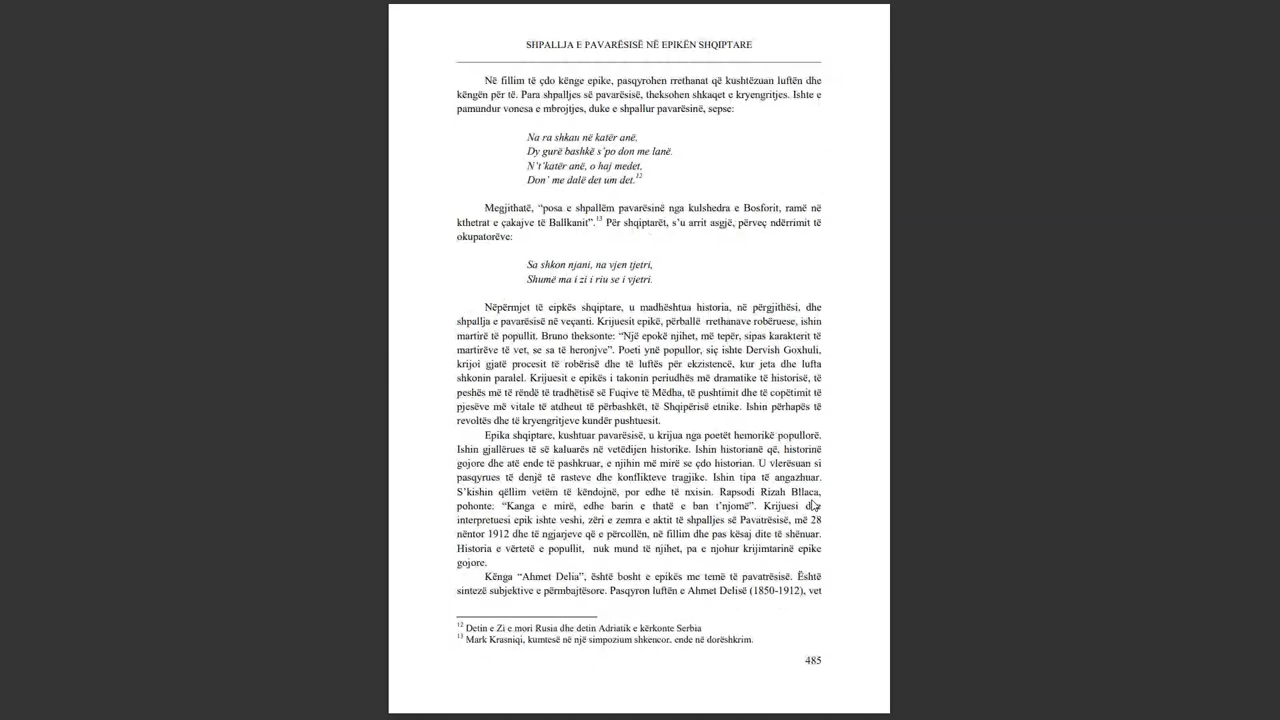 SHPALLJA E PAVARËSISË NË EPIKËN SHQIPTARE
Në fillim të çdo kënge epike, pasqyrohen rrethanat që kushtëzuan luftën dhe
këngën për të. Para shpalljes së pavarësisë, theksohen shkaqet e kryengritjes. Ishte e
pamundur vonesa e mbrojtjes, duke e shpallur pavarësinë, sepse:
Na ra shkau në katër anë,
Dy gurë bashkë s’po don me lanë.
N’t’katër anë, o haj medet,
Don’ me dalë det um det.12
Megjithatë, “posa e shpallëm pavarësinë nga kulshedra e Bosforit, ramë në
kthetrat e çakajve të Ballkanit”.13 Për shqiptarët, s’u arrit asgjë, përveç ndërrimit të
okupatorëve:
Sa shkon njani, na vjen tjetri,
Shumë ma i zi i riu se i vjetri.
Nëpërmjet të eipkës shqiptare, u madhështua historia, në përgjithësi, dhe
shpallja e pavarësisë në veçanti. Krijuesit epikë, përballë rrethanave robëruese, ishin
martirë të popullit. Bruno theksonte: “Një epokë njihet, më tepër, sipas karakterit të
martirëve të vet, se sa të heronjve”. Poeti ynë popullor, siç ishte Dervish Goxhuli,
krijoi gjatë procesit të robërisë dhe të luftës për ekzistencë, kur jeta dhe lufta
shkonin paralel. Krijuesit e epikës i takonin periudhës më dramatike të historisë, të
peshës më të rëndë të tradhëtisë së Fuqive të Mëdha, të pushtimit dhe të copëtimit të
pjesëve më vitale të atdheut të përbashkët, të Shqipërisë etnike. Ishin përhapës të
revoltës dhe të kryengritjeve kundër pushtuesit.
Epika shqiptare, kushtuar pavarësisë, u krijua nga poetët hemorikë popullorë.
Ishin gjallërues të së kaluarës në vetëdijen historike. Ishin historianë që, historinë
gojore dhe atë ende të pashkruar, e njihin më mirë se çdo historian. U vlerësuan si
pasqyrues të denjë të rasteve dhe konflikteve tragjike. Ishin tipa të angazhuar.
S’kishin qëllim vetëm të këndojnë, por edhe të nxisin. Rapsodi Rizah Bllaca,
pohonte: “Kanga e mirë, edhe barin e thatë e ban t’njomë”. Krijuesi dhe
interpretuesi epik ishte veshi, zëri e zemra e aktit të shpalljes së Pavatrësisë, më 28
nëntor 1912 dhe të ngjarjeve që e përcollën, në fillim dhe pas kësaj dite të shënuar.
Historia e vërtetë e popullit, nuk mund të njihet, pa e njohur krijimtarinë epike
gojore.
Kënga “Ahmet Delia”, është bosht e epikës me temë të pavatrësisë. Është
sintezë subjektive e përmbajtësore. Pasqyron luftën e Ahmet Delisë (1850-1912), vet
12 Detin e Zi e mori Rusia dhe detin Adriatik e kërkonte Serbia
13 Mark Krasniqi, kumtesë në një simpozium shkencor, ende në dorëshkrim.
485